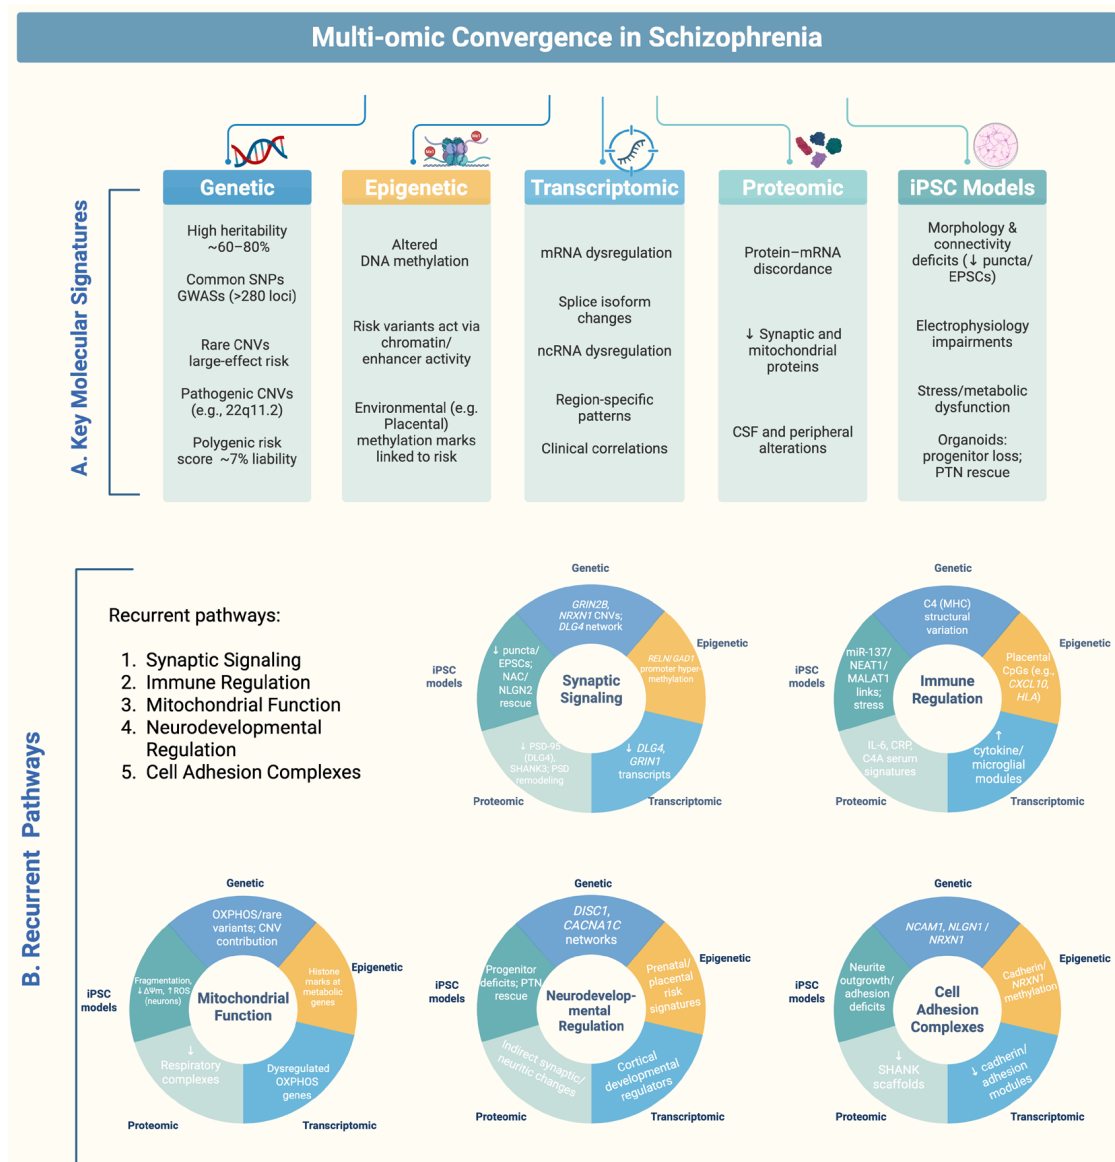 Multi-omic Convergence in Schizophrenia
A. Key Molecular Signatures
Genetic
High heritability
~60–80%
Common SNPs
GWASs (>280 loci)
Rare CNVs
large-effect risk
Pathogenic CNVs
(e.g., 22q11.2)
Polygenic risk
score ~7% liability
Me1
Me1
Epigenetic
Altered
DNA methylation
Risk variants act via
chromatin/
enhancer activity
Environmental (e.g.
Placental)
methylation marks
linked to risk
Transcriptomic
mRNA dysregulation
Splice isoform
changes
ncRNA dysregulation
Region-specific
patterns
Clinical correlations
Proteomic
Protein–mRNA
discordance
↓ Synaptic and
mitochondrial
proteins
CSF and peripheral
alterations
iPSC Models
Morphology &
connectivity
deficits (↓ puncta/
EPSCs)
Electrophysiology
impairments
Stress/metabolic
dysfunction
Organoids:
progenitor loss;
PTN rescue
B. Recurrent Pathways
Recurrent pathways:
1. Synaptic Signaling
2. Immune Regulation
3. Mitochondrial Function
4. Neurodevelopmental
Regulation
5. Cell Adhesion Complexes
Synaptic
Signaling
Genetic
GRIN2B,
NRXN1 CNVs;
DLG4 network
Epigenetic
RELN/GAD1
promoter hyper-
methylation
Transcriptomic
↓ DLG4,
GRIN1
transcripts
Proteomic
↓ PSD-95
(DLG4),
SHANK3; PSD
remodeling
iPSC
models
↓ puncta/
EPSCs;
NAC/
NLGN2
rescue
Immune
Regulation
Genetic
C4 (MHC)
structural
variation
Epigenetic
Placental
CpGs (e.g.,
CXCL10,
HLA)
Transcriptomic
↑
cytokine/
microglial
modules
Proteomic
IL-6, CRP,
C4A serum
signatures
iPSC
models
miR-137/
NEAT1/
MALAT1
links;
stress
Mitochondrial
Function
Genetic
OXPHOS/rare
variants; CNV
contribution
Epigenetic
Histone
marks at
metabolic
genes
Transcriptomic
Dysregulated
OXPHOS
genes
Proteomic
↓
Respiratory
complexes
iPSC
models
Fragmentation,
↓Δ9m, ↑ROS
(neurons)
Neurodevelop-
mental
Regulation
Genetic
DISC1,
CACNA1C
networks
Epigenetic
Prenatal/
placental
risk
signatures
Transcriptomic
Cortical
developmental
regulators
Proteomic
Indirect synaptic/
neuritic changes
iPSC
models
Progenitor
deficits; PTN
rescue
Cell
Adhesion
Complexes
Genetic
NCAM1, NLGN1 /
NRXN1
Epigenetic
Cadherin/
NRXN1
methylation
Transcriptomic
↓ cadherin/
adhesion
modules
Proteomic
↓
SHANK
scaffolds
iPSC
models
Neurite
outgrowth/
adhesion
deficits